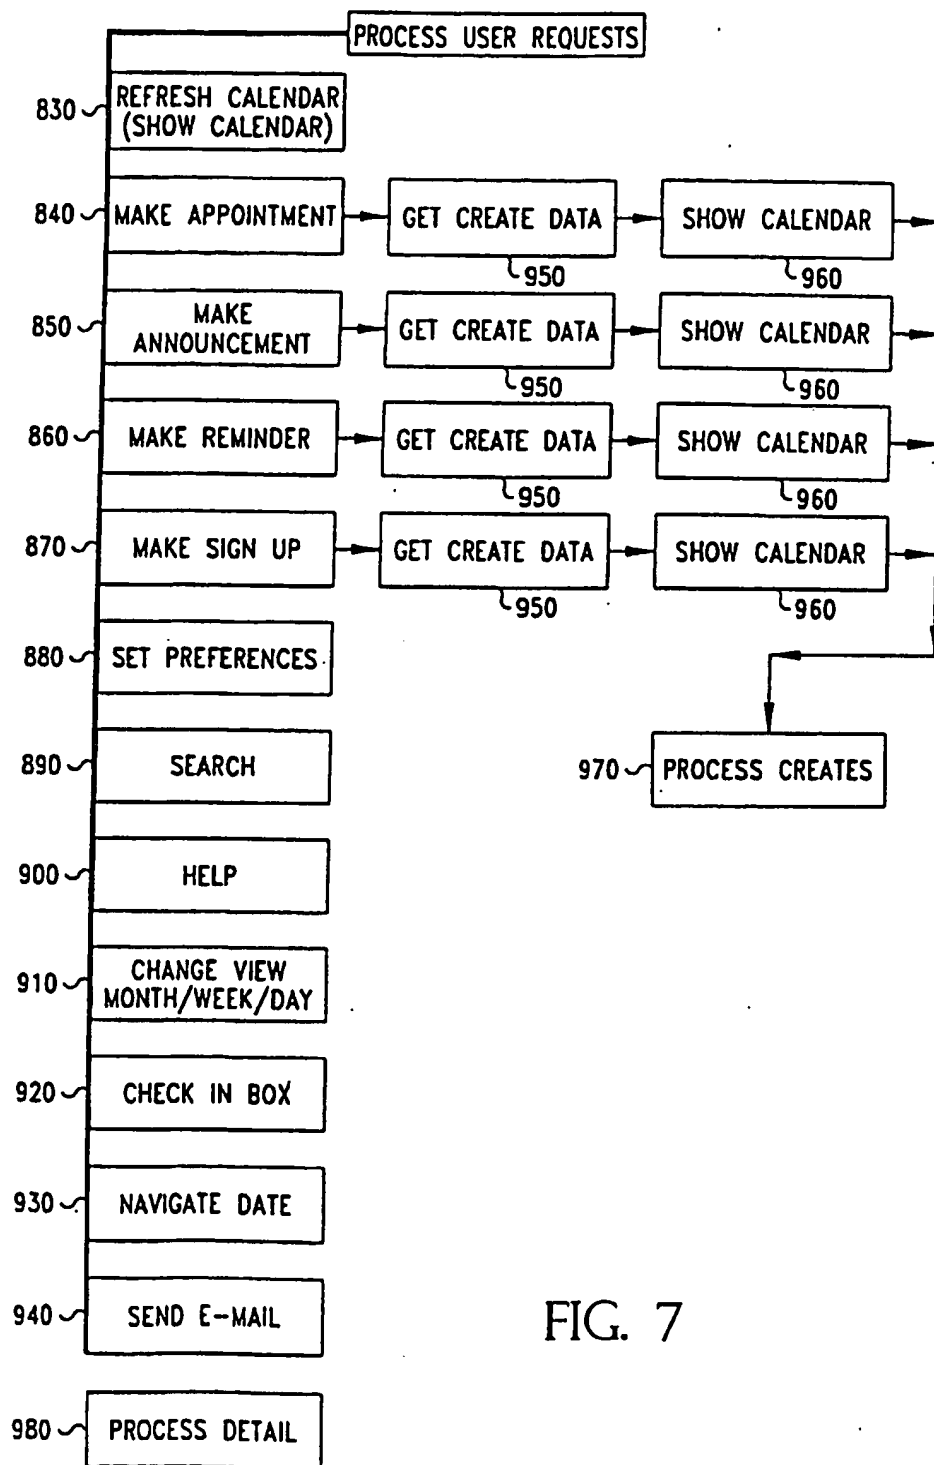 PROCESS USER REQUESTS
830
REFRESH CALENDAR
(SHOW CALENDAR)
840
MAKE APPOINTMENT
GET CREATE DATA
SHOW CALENDAR
950
960
850
MAKE
ANNOUNCEMENT
GET CREATE DATA
SHOW CALENDAR
950
960
860
MAKE REMINDER
GET CREATE DATA
SHOW CALENDAR
950
960
870
MAKE SIGN UP
GET CREATE DATA
SHOW CALENDAR
950
960
880
SET PREFERENCES
890
SEARCH
970
PROCESS CREATES
900
HELP
910
CHANGE VIEW
MONTH/WEEK/DAY
920
CHECK IN BOX
930
NAVIGATE DATE
940
SEND E-MAIL
FIG. 7
980
PROCESS DETAIL